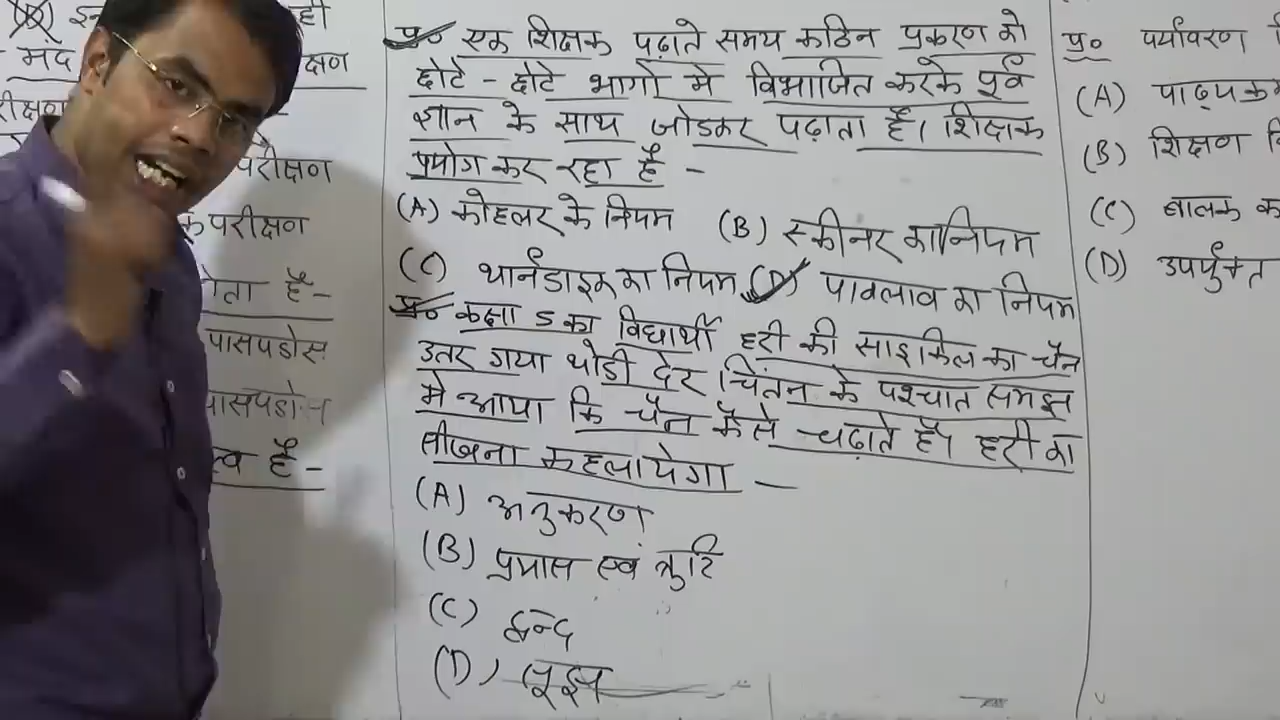 मंद
क्षण
परीक्षण
परीक्षण
होता है-
पासपडोस
पासपडोस
त्व है-
प्र० एक शिक्षक पढ़ाते समय कठिन प्रकरण को
छोटे - छोटे भागों में विभाजित करके पूर्व
ज्ञान के साथ जोडकर पढ़ाता है। शिक्षक
प्रयोग कर रहा है -
(A) कोहलर के नियम (B) स्कीनर का नियम
(C) थार्नडाइक का नियम (D) पावलाव का नियम
प्र० कक्षा 5 का विद्यार्थी हरी की साइकिल का चैन
उतर गया थोडी देर चिंतन के पश्चात समझ
मे आया कि चैन कैसे चढ़ाते है। हरी का
सीखना कहलायेगा -
(A) अनुकरण
(B) प्रयास एवं त्रुटि
(C) द्वन्द
(D) सूझ
प्र० पर्यावरण
(A) पाठ्यक्रम
(B) शिक्षण
(C) बालक
(D) उपर्युक्त